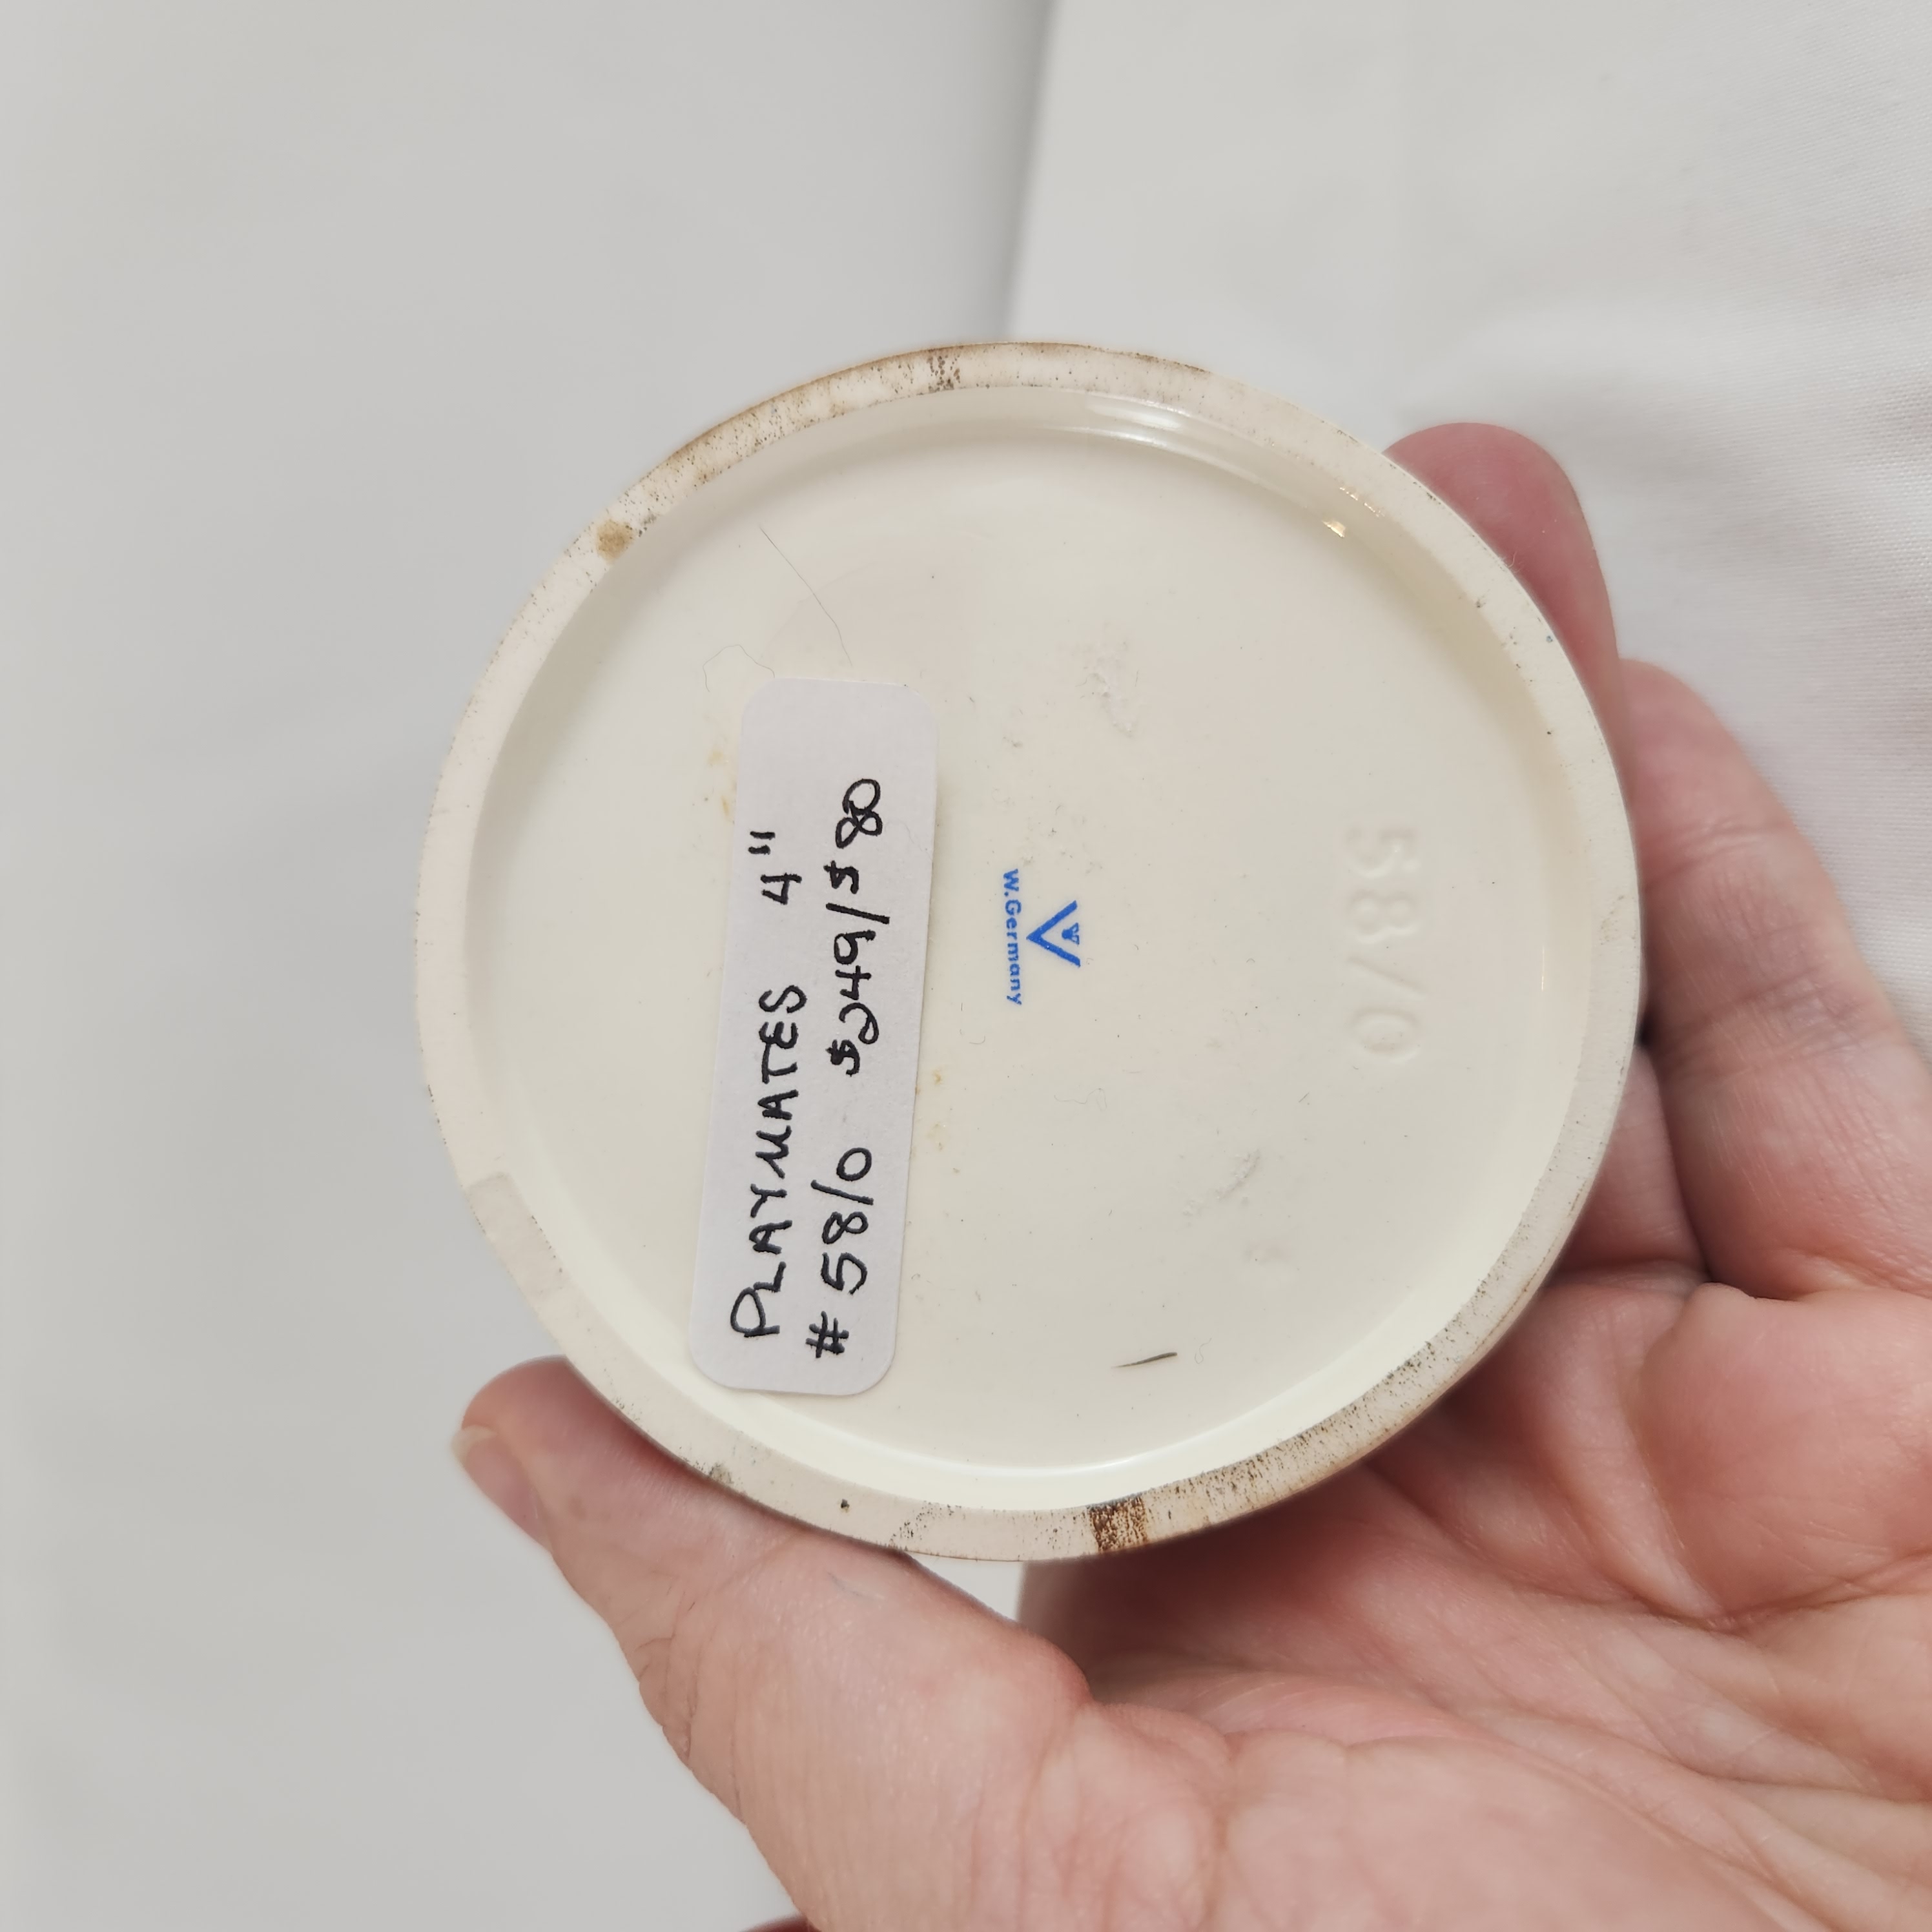 PLAYMATES 4"
#58/0 $249/$80
W.Germany
58/0